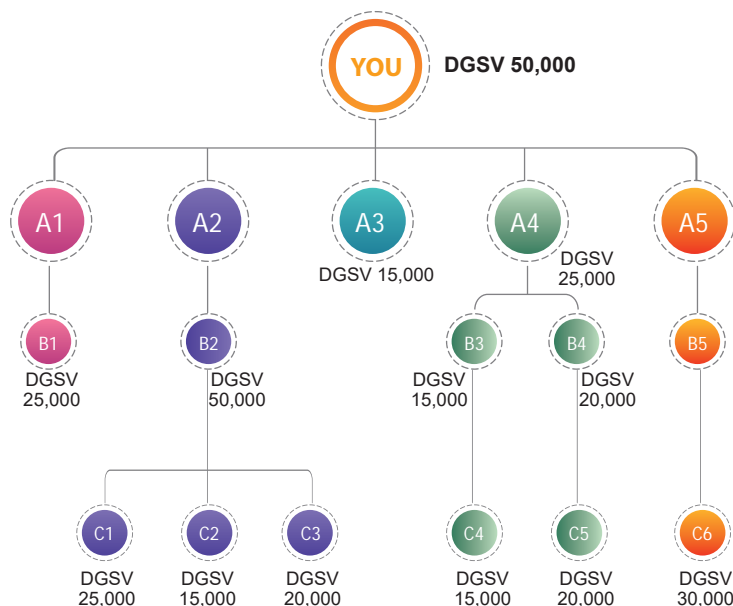 YOU
DGSV 50,000
A1
A2
A3
A4
A5
DGSV 15,000
DGSV
25,000
B1
B2
B3
B4
B5
DGSV
25,000
DGSV
50,000
DGSV
15,000
DGSV
20,000
C1
C2
C3
C4
C5
C6
DGSV
25,000
DGSV
15,000
DGSV
20,000
DGSV
15,000
DGSV
20,000
DGSV
30,000